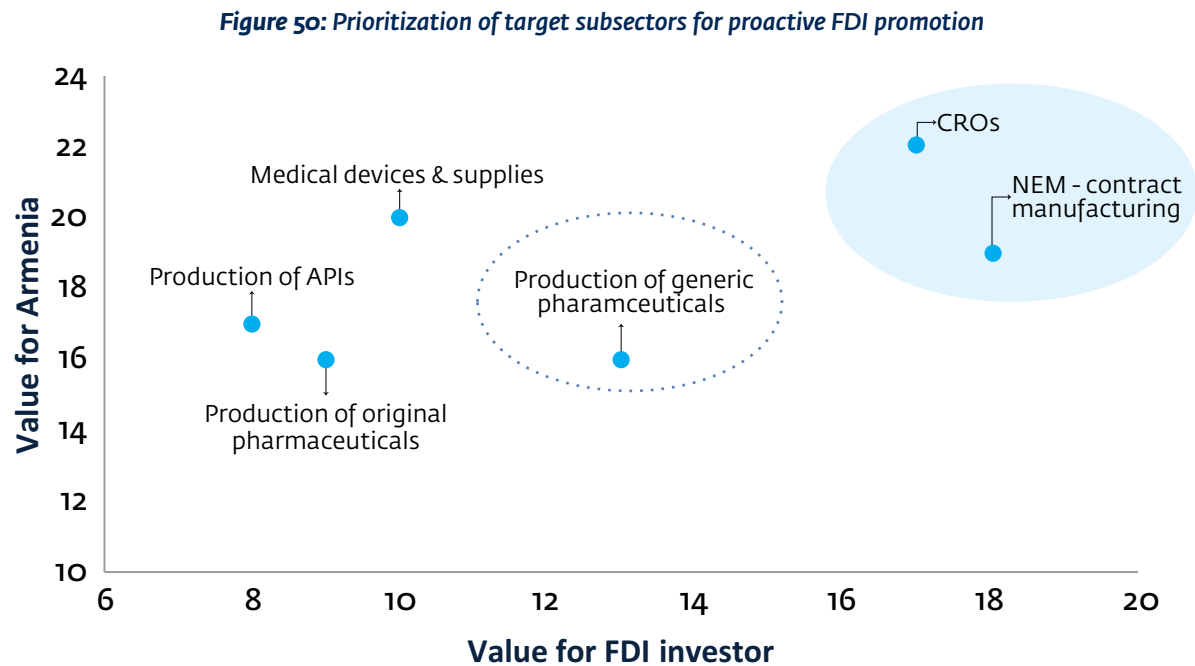 Figure 50: Prioritization of target subsectors for proactive FDI promotion
24
22
20
18
16
14
12
10
Value for Armenia
CROs
NEM - contract
manufacturing
Medical devices & supplies
Production of APIs
Production of generic
pharamceuticals
Production of original
pharmaceuticals
6
8
10
12
14
16
18
20
Value for FDI investor